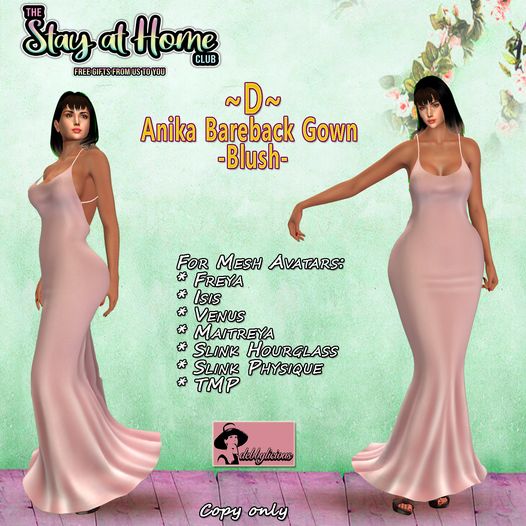 THE
Stay at Home
CLUB
FREE GIFTS FROM US TO YOU
~D~
Anika Bareback Gown
-Blush-
For Mesh Avatars:
* Freya
* Isis
* Venus
* Maitreya
* Slink Hourglass
* Slink Physique
* TMP
debbylicious
Copy only